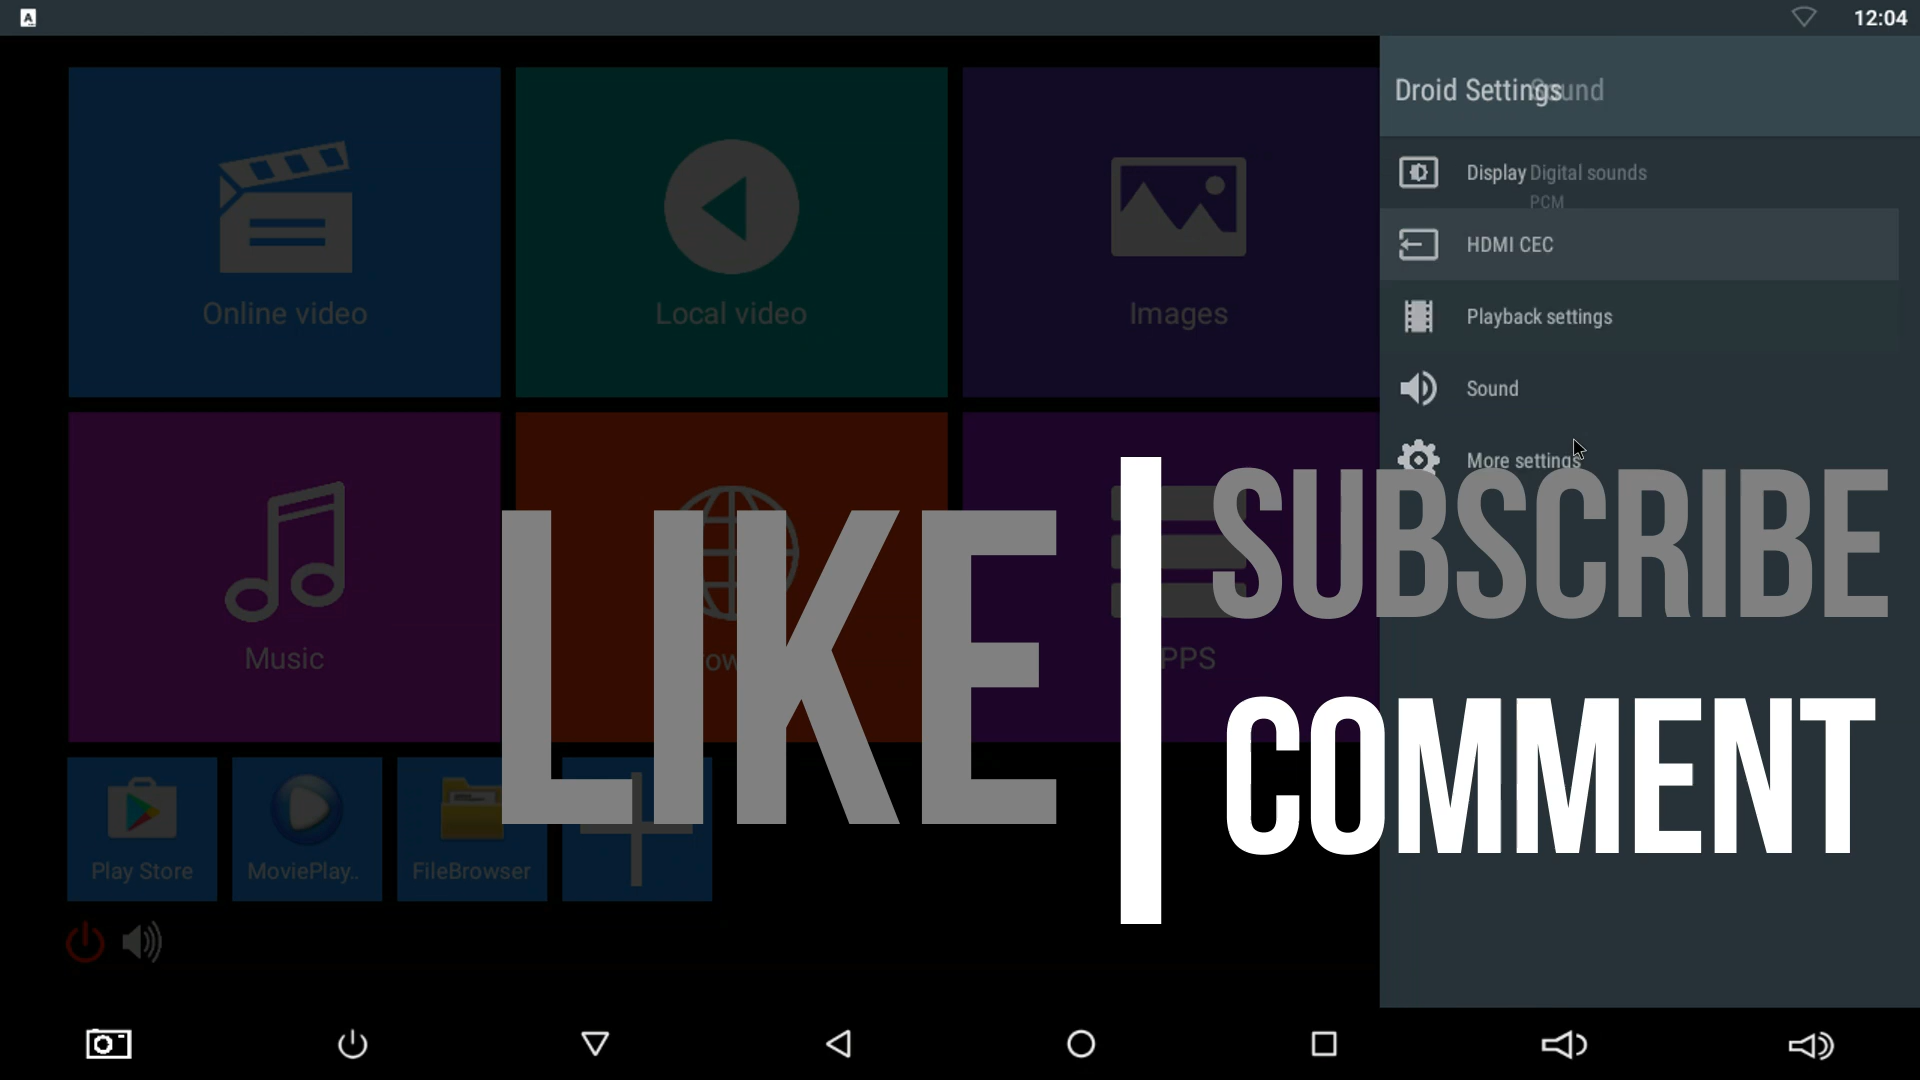 A
12:04
Droid Settings
Sound
Display
Digital sounds
PCM
HDMI CEC
Playback settings
Sound
More settings
Online video
Local video
Images
Music
PPS
LIKE
SUBSCRIBE
COMMENT
Play Store
MoviePlay..
FileBrowser